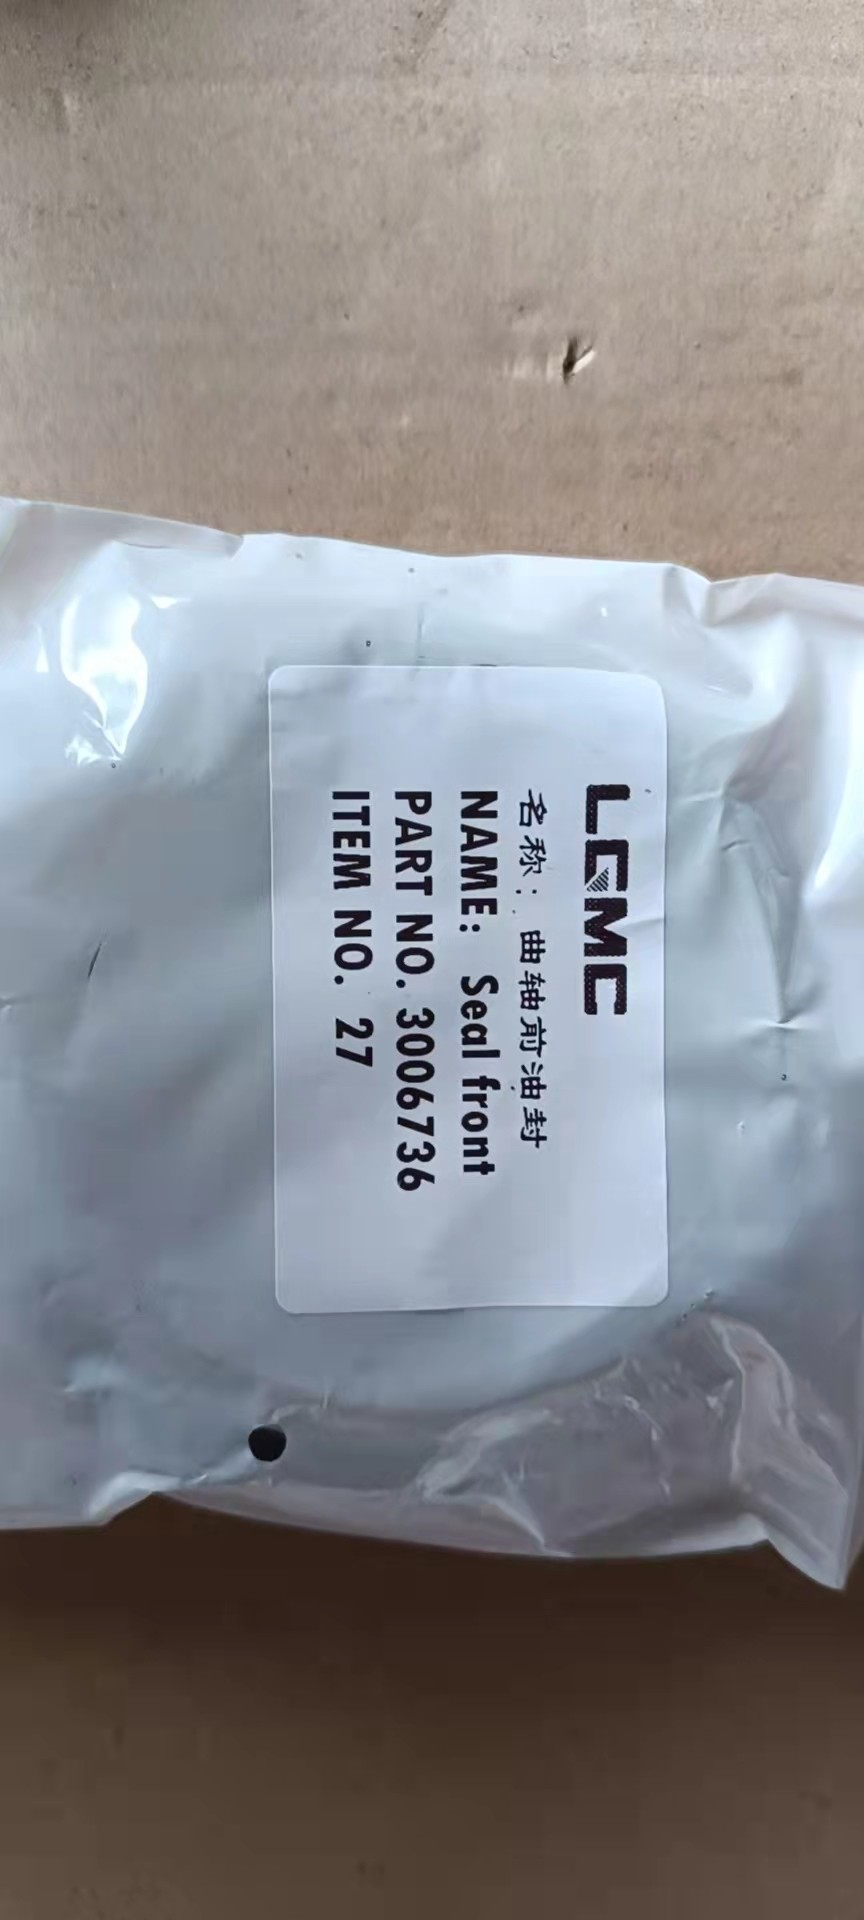 LGMC
名称: 曲轴前油封
NAME: Seal front
PART NO. 3006736
ITEM NO. 27